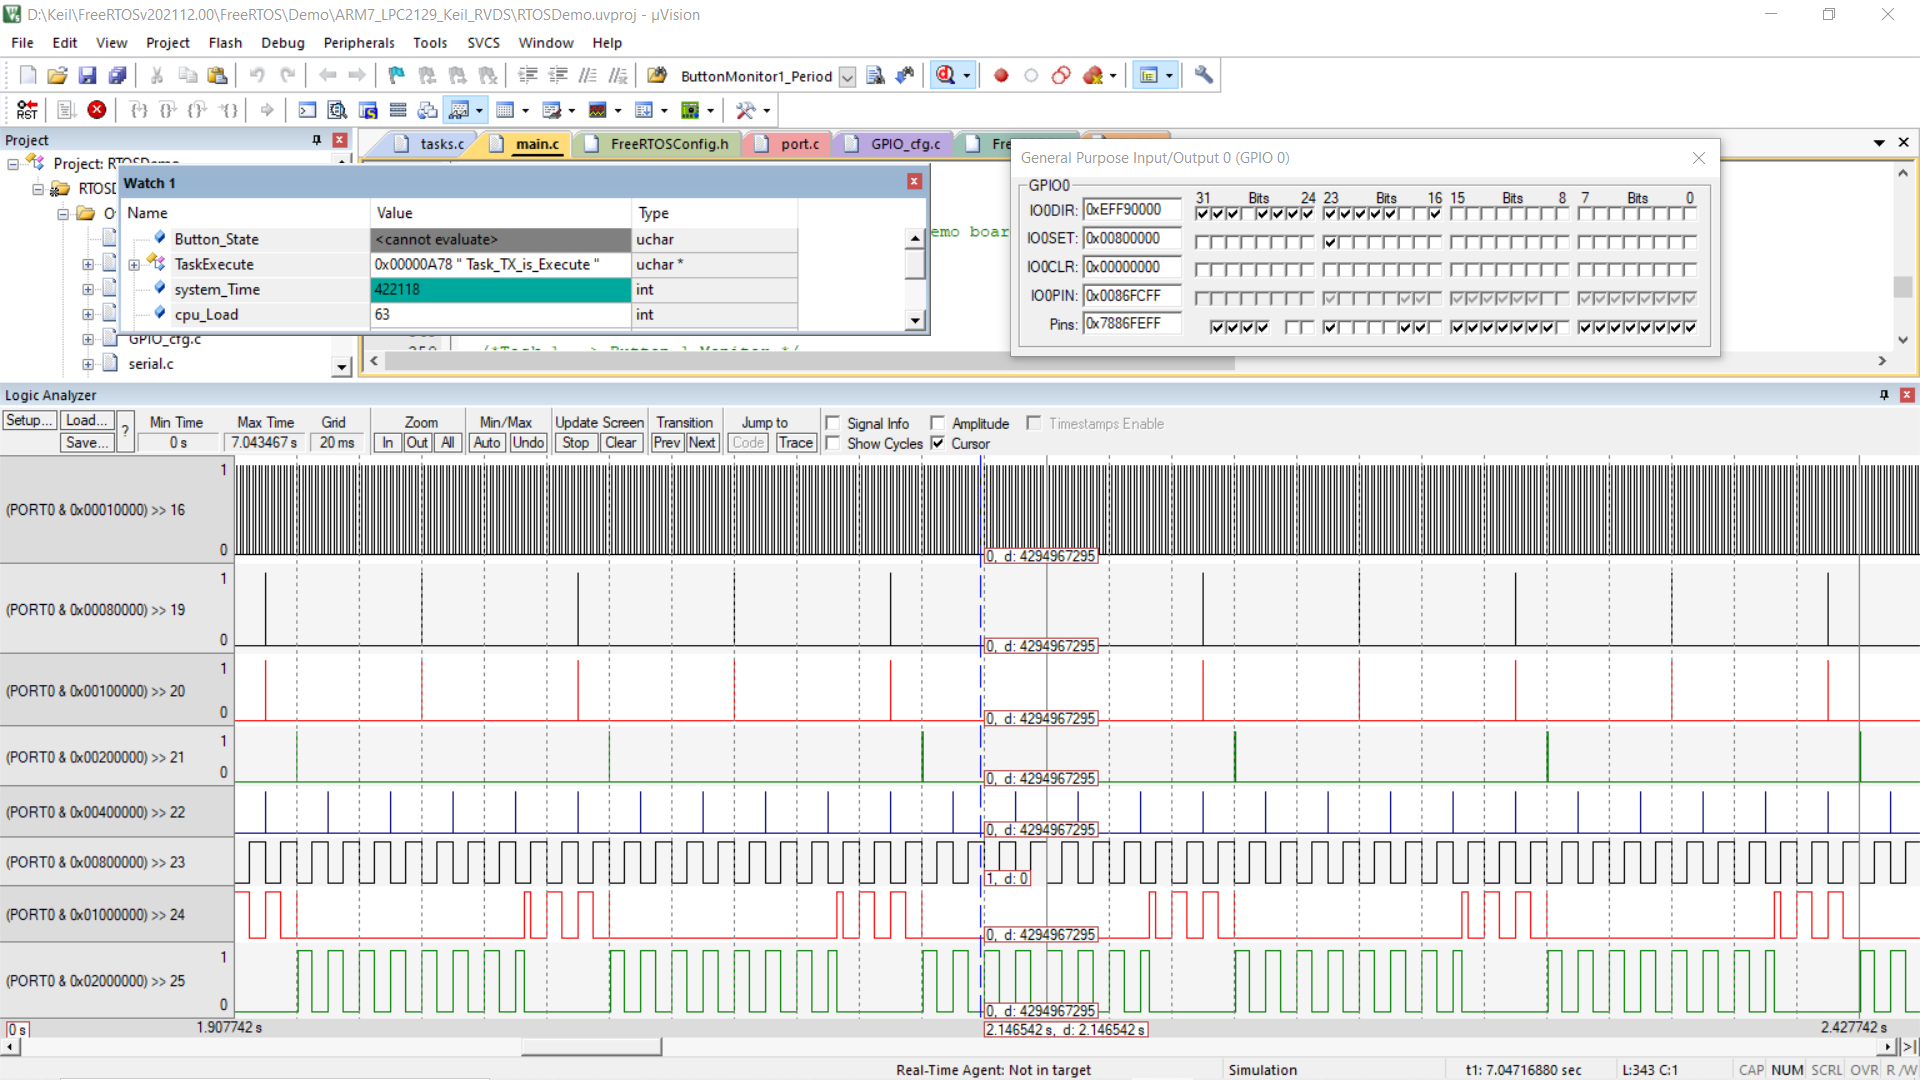 D:\Keil\FreeRTOSv202112.00\FreeRTOS\Demo\ARM7_LPC2129_Keil_RVDS\RTOSDemo.uvproj - µVision
File Edit View Project Flash Debug Peripherals Tools SVCS Window Help
ButtonMonitor1_Period
RST
Project
tasks.c main.c FreeRTOSConfig.h port.c GPIO_cfg.c Fre
Project: RTOSDemo
RTOSD
O
GPIO_cfg.c
serial.c
Watch 1
Name Value Type
Button_State <cannot evaluate> uchar
TaskExecute 0x00000A78 " Task_TX_is_Execute " uchar *
system_Time 422118 int
cpu_Load 63 int
emo boar
General Purpose Input/Output 0 (GPIO 0)
GPIO0
31 Bits 24 23 Bits 16 15 Bits 8 7 Bits 0
IO0DIR: 0xEFF90000
IO0SET: 0x00800000
IO0CLR: 0x00000000
IO0PIN: 0x0086FCFF
Pins: 0x7886FEFF
Logic Analyzer
Setup... Load... Save... ?
Min Time Max Time Grid Zoom Min/Max Update Screen Transition Jump to Signal Info Amplitude Timestamps Enable
0 s 7.043467 s 20 ms In Out All Auto Undo Stop Clear Prev Next Code Trace Show Cycles Cursor
(PORT0 & 0x00010000) >> 16 1 0 0, d: 4294967295
(PORT0 & 0x00080000) >> 19 1 0 0, d: 4294967295
(PORT0 & 0x00100000) >> 20 1 0 0, d: 4294967295
(PORT0 & 0x00200000) >> 21 1 0 0, d: 4294967295
(PORT0 & 0x00400000) >> 22 0, d: 4294967295
(PORT0 & 0x00800000) >> 23 1, d: 0
(PORT0 & 0x01000000) >> 24 0, d: 4294967295
(PORT0 & 0x02000000) >> 25 1 0 0, d: 4294967295
0 s 1.907742 s 2.146542 s, d: 2.146542 s 2.427742 s
Real-Time Agent: Not in target Simulation t1: 7.04716880 sec L:343 C:1 CAP NUM SCRL OVR R /W